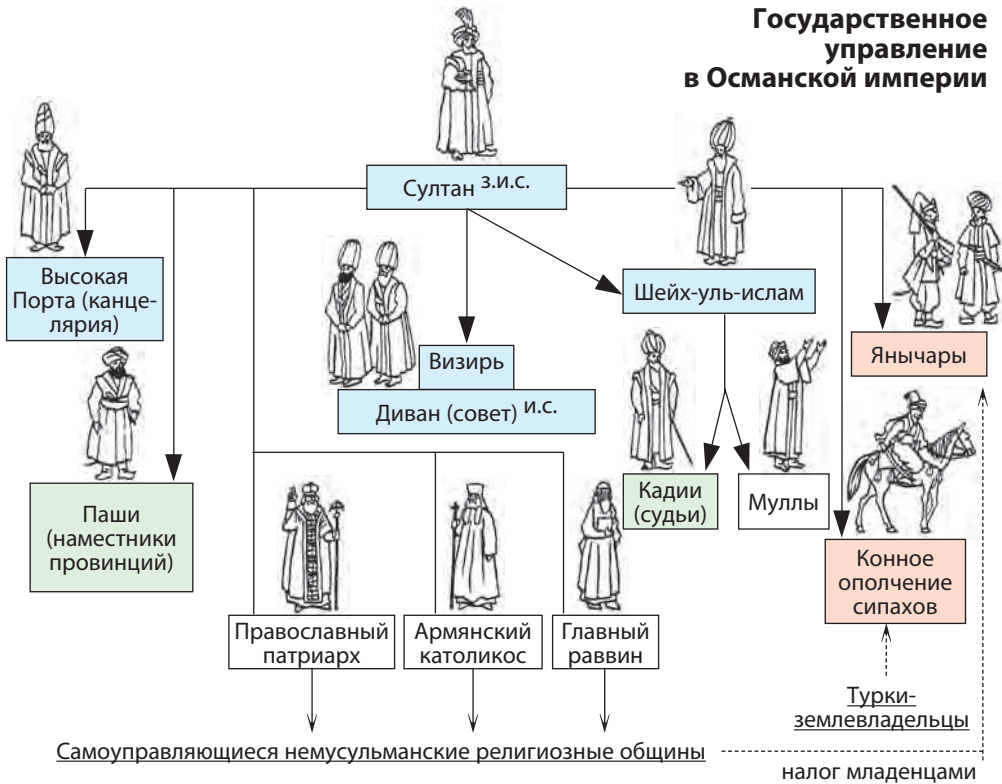 Государственное
управление
в Османской империи
Султан з.и.с.
Высокая
Порта (канце-
лярия)
Шейх-уль-ислам
Янычары
Визирь
Диван (совет) и.с.
Паши
(наместники
провинций)
Кадии
(судьи)
Муллы
Конное
ополчение
сипахов
Православный
патриарх
Армянский
католикос
Главный
раввин
Турки-
землевладельцы
Самоуправляющиеся немусульманские религиозные общины
налог младенцами